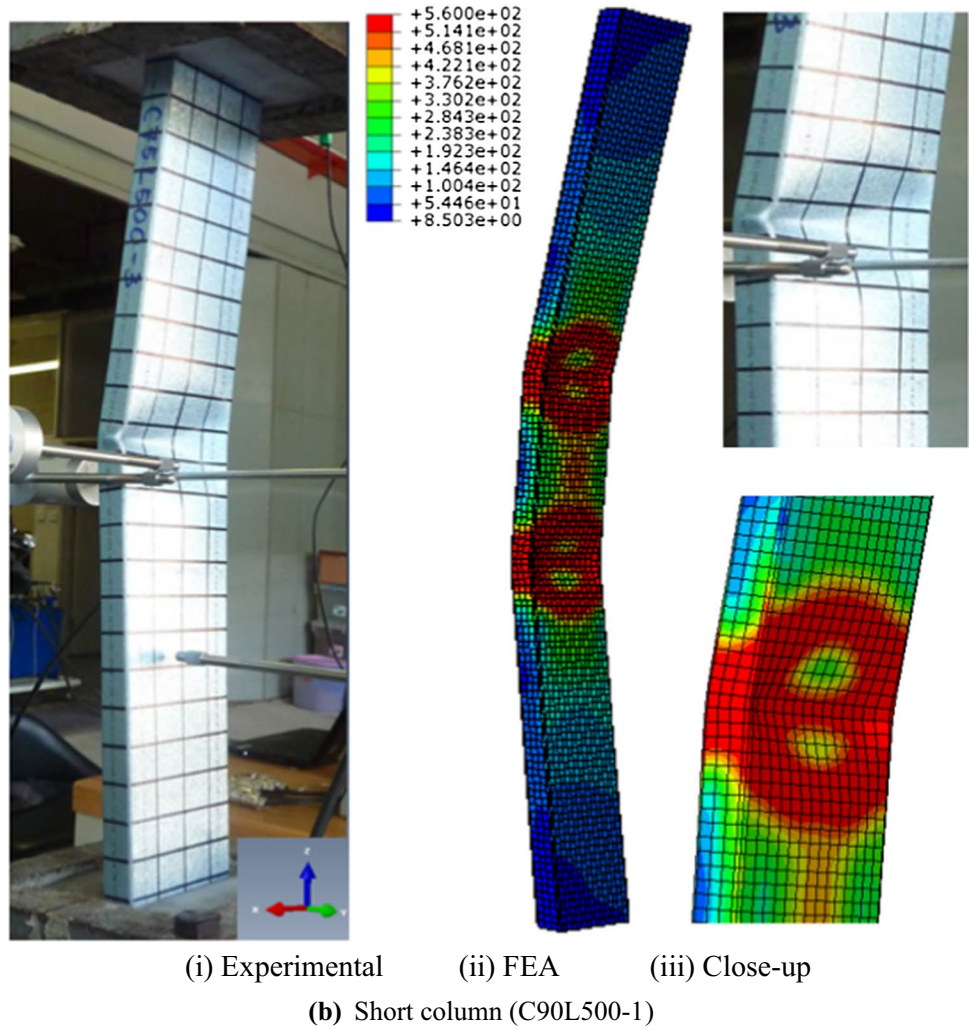 +5.600e+02
+5.141e+02
+4.681e+02
+4.221e+02
+3.762e+02
+3.302e+02
+2.843e+02
+2.383e+02
+1.923e+02
+1.464e+02
+1.004e+02
+5.446e+01
+8.503e+00
z
x
Y
(i) Experimental (ii) FEA (iii) Close-up
(b) Short column (C90L500-1)